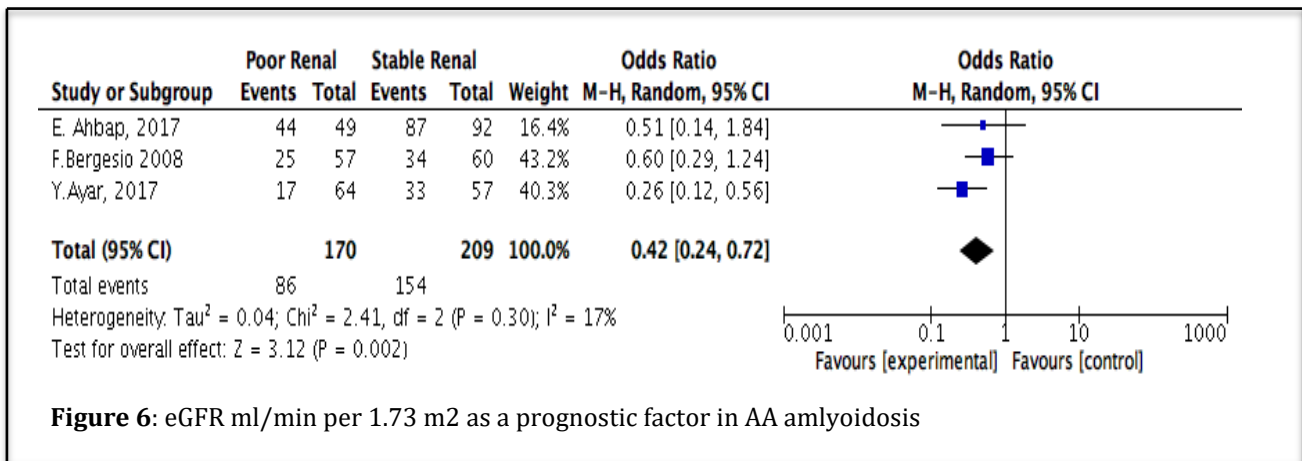 Poor Renal Stable Renal Odds Ratio Odds Ratio
Study or Subgroup Events Total Events Total Weight M-H, Random, 95% CI M-H, Random, 95% CI
E. Ahbap, 2017 44 49 87 92 16.4% 0.51 [0.14, 1.84]
F.Bergesio 2008 25 57 34 60 43.2% 0.60 [0.29, 1.24]
Y.Ayar, 2017 17 64 33 57 40.3% 0.26 [0.12, 0.56]
Total (95% CI) 170 209 100.0% 0.42 [0.24, 0.72]
Total events 86 154
Heterogeneity: Tau² = 0.04; Chi² = 2.41, df = 2 (P = 0.30); I² = 17%
Test for overall effect: Z = 3.12 (P = 0.002)
0.001 0.1 1 10 1000
Favours [experimental] Favours [control]
Figure 6: eGFR ml/min per 1.73 m2 as a prognostic factor in AA amlyoidosis